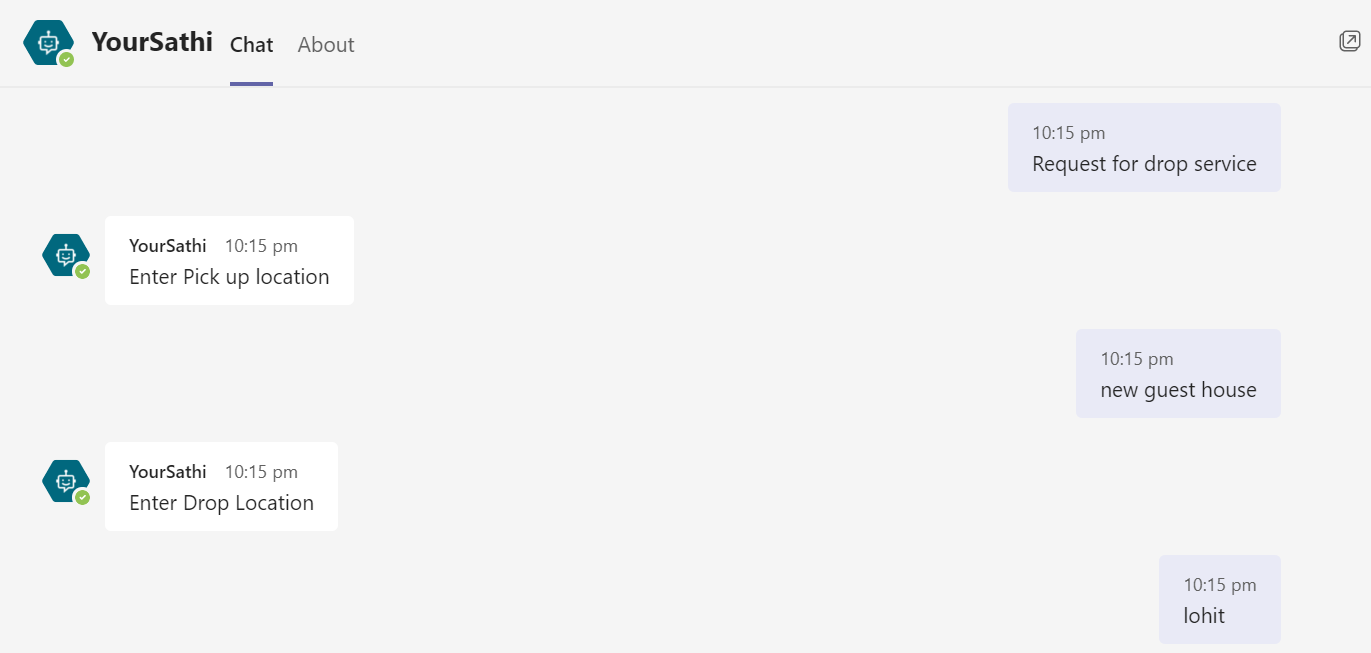 YourSathi Chat About
10:15 pm
Request for drop service
YourSathi 10:15 pm
Enter Pick up location
10:15 pm
new guest house
YourSathi 10:15 pm
Enter Drop Location
10:15 pm
lohit